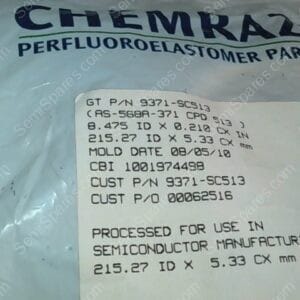 CHEMRAZ
PERFLUOROELASTOMER PAR
GT P/N 9371-SC513
(AS-568A-371 CPD 513 )
8.475 ID X 0.210 CX IN
215.27 ID X 5.33 CX mm
MOLD DATE 08/05/10
CBI 1001974498
CUST P/N 9371-SC513
CUST P/O 00062516
PROCESSED FOR USE IN
SEMICONDUCTOR MANUFACTUR
215.27 ID X 5.33 CX mm